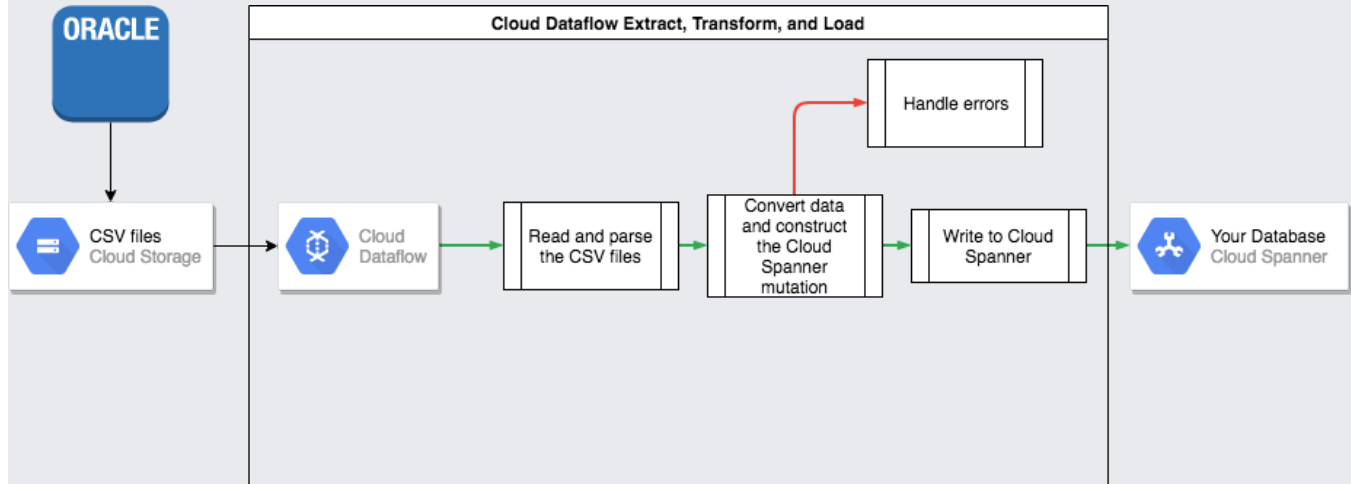 ORACLE
Cloud Dataflow Extract, Transform, and Load
Handle errors
CSV files
Cloud Storage
Cloud
Dataflow
Read and parse
the CSV files
Convert data
and construct
the Cloud
Spanner
mutation
Write to Cloud
Spanner
Your Database
Cloud Spanner